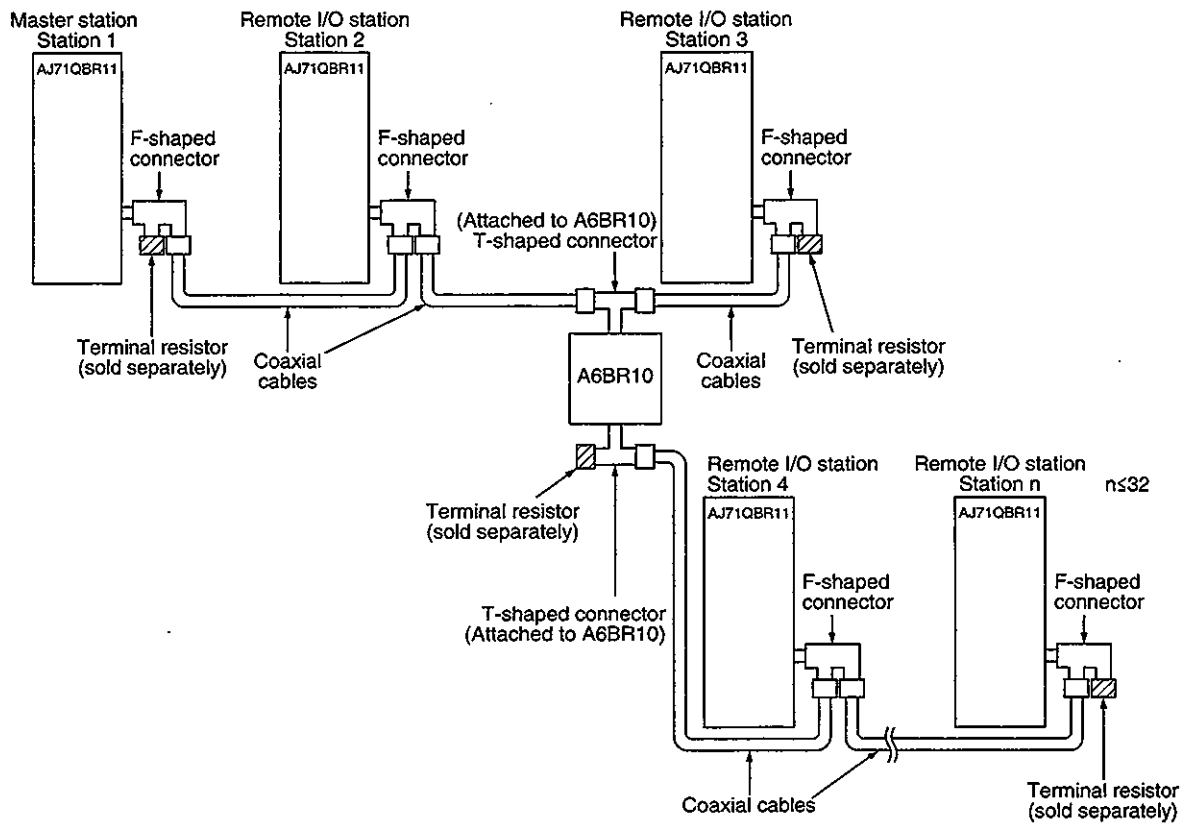 Master station
Station 1
Remote I/O station
Station 2
Remote I/O station
Station 3
AJ71QBR11
AJ71QBR11
AJ71QBR11
F-shaped
connector
F-shaped
connector
F-shaped
connector
(Attached to A6BR10)
T-shaped connector
Terminal resistor
(sold separately)
Coaxial
cables
A6BR10
Coaxial
cables
Terminal resistor
(sold separately)
Terminal resistor
(sold separately)
T-shaped connector
(Attached to A6BR10)
Remote I/O station
Station 4
Remote I/O station
Station n
n≤32
AJ71QBR11
AJ71QBR11
F-shaped
connector
F-shaped
connector
Coaxial cables
Terminal resistor
(sold separately)